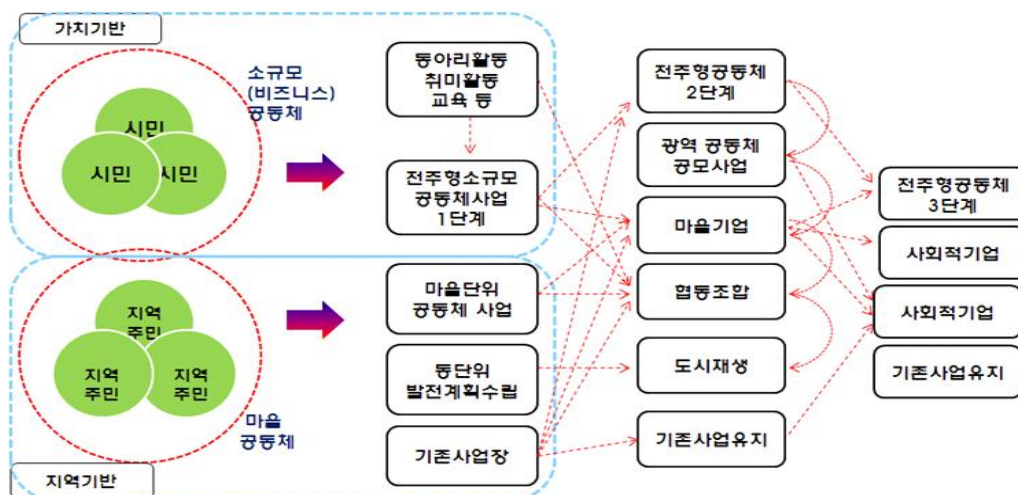 가치기반
소규모
(비즈니스)
공동체
시민
시민
시민
동아리활동
취미활동
교육 등
전주형소규모
공동체사업
1단계
지역
주민
지역
주민
지역
주민
마을
공동체
지역기반
마을단위
공동체 사업
동단위
발전계획수립
기존사업장
전주형공동체
2단계
광역 공동체
공모사업
마을기업
협동조합
도시재생
기존사업유지
전주형공동체
3단계
사회적기업
사회적기업
기존사업유지